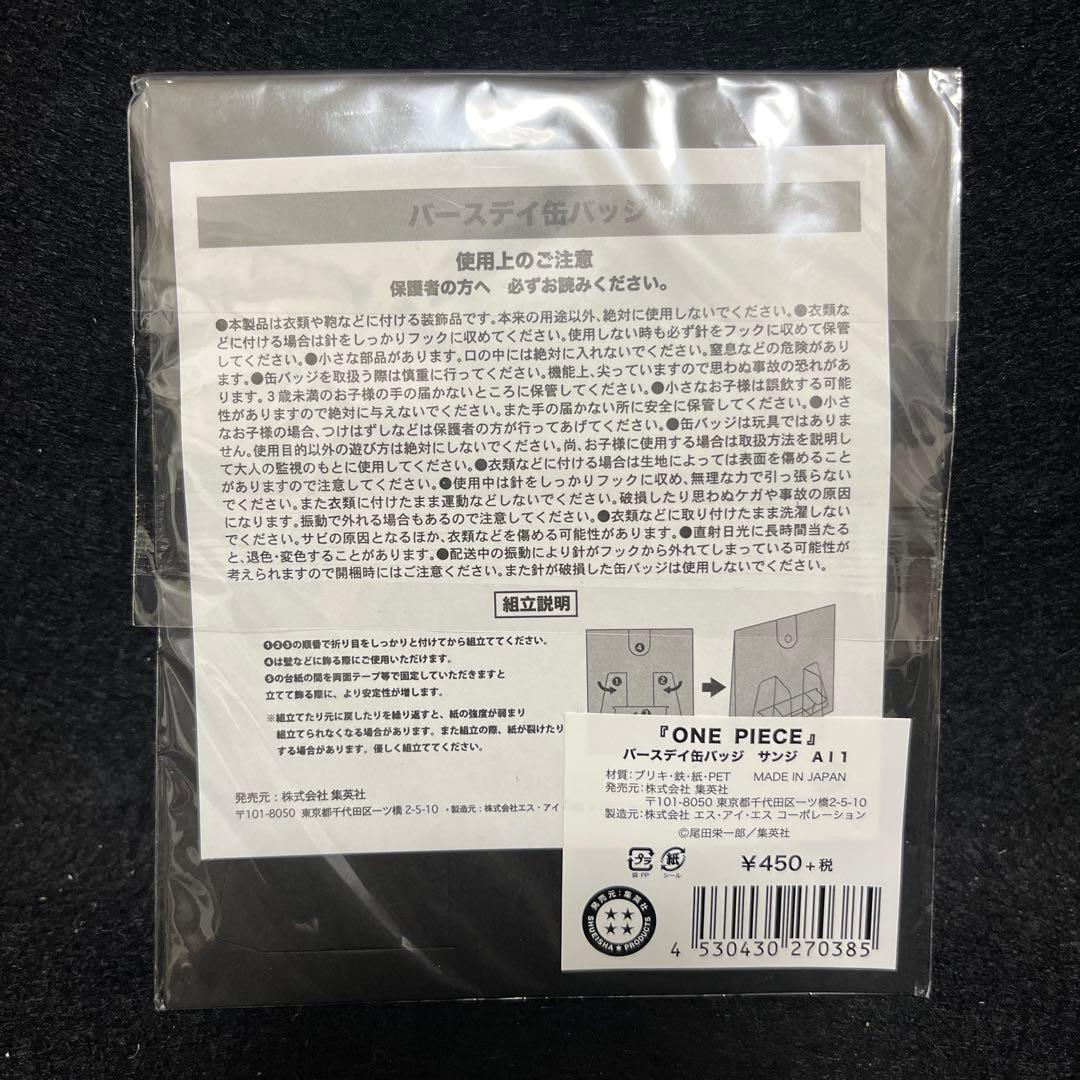 バースデイ缶バッジ
使用上のご注意
保護者の方へ　必ずお読みください。
●本製品は衣類や鞄などに付ける装飾品です。本来の用途以外、絶対に使用しないでください。●衣類な
どに付ける場合は針をしっかりフックに収めてください。使用しない時も必ず針をフックに収めて保管
してください。●小さな部品があります。口の中には絶対に入れないでください。窒息などの危険があり
ます。●缶バッジを取扱う際は慎重に行ってください。機能上、尖っていますので思わぬ事故の恐れがあ
ります。3歳未満のお子様の手の届かないところに保管してください。●小さなお子様は誤飲する可能
性がありますので絶対に与えないでください。また手の届かない所に安全に保管してください。●小さ
なお子様の場合、つけはずしなどは保護者の方が行ってあげてください。●缶バッジは玩具ではありま
せん。使用目的以外の遊び方は絶対にしないでください。尚、お子様に使用する場合は取扱方法を説明し
て大人の監視のもとに使用してください。●衣類などに付ける場合は生地によっては表面を傷めること
がありますので注意してください。●使用中は針をしっかりフックに収め、無理な力で引っ張らない
でください。また衣類に付けたまま運動などしないでください。破損したり思わぬケガや事故の原因
になります。振動で外れる場合もあるので注意してください。●衣類などに取り付けたまま洗濯しない
でください。サビの原因となるほか、衣類などを傷める可能性があります。●直射日光に長時間当たる
と、退色・変色することがあります。●配送中の振動により針がフックから外れてしまっている可能性が
考えられますので開梱時にはご注意ください。また針が破損した缶バッジは使用しないでください。
組立説明
❶❷❸の順番で折り目をしっかりと付けてから組立ててください。
❹は壁などに飾る際にご使用いただけます。
❺の台紙の間を両面テープ等で固定していただきますと
立てて飾る際に、より安定性が増します。
※組立てたり元に戻したりを繰り返すと、紙の強度が弱まり
組立てられなくなる場合があります。また組立の際、紙が裂けたり
する場合があります。優しく組立ててください。
❹
❶ ❷
❸
発売元：株式会社 集英社
〒101-8050 東京都千代田区一ツ橋 2-5-10 ・製造元：株式会社エス・アイ・
『ONE PIECE』
バースデイ缶バッジ　サンジ　AI1
材質：ブリキ・鉄・紙・PET　MADE IN JAPAN
発売元：株式会社 集英社
〒101-8050 東京都千代田区一ツ橋2-5-10
製造元：株式会社 エス・アイ・エス コーポレーション
©尾田栄一郎／集英社
プラ
袋:PP
紙
シール
¥450+税
発売元：集英社
SHUEISHA★PRODUCTS
4 530430 270385